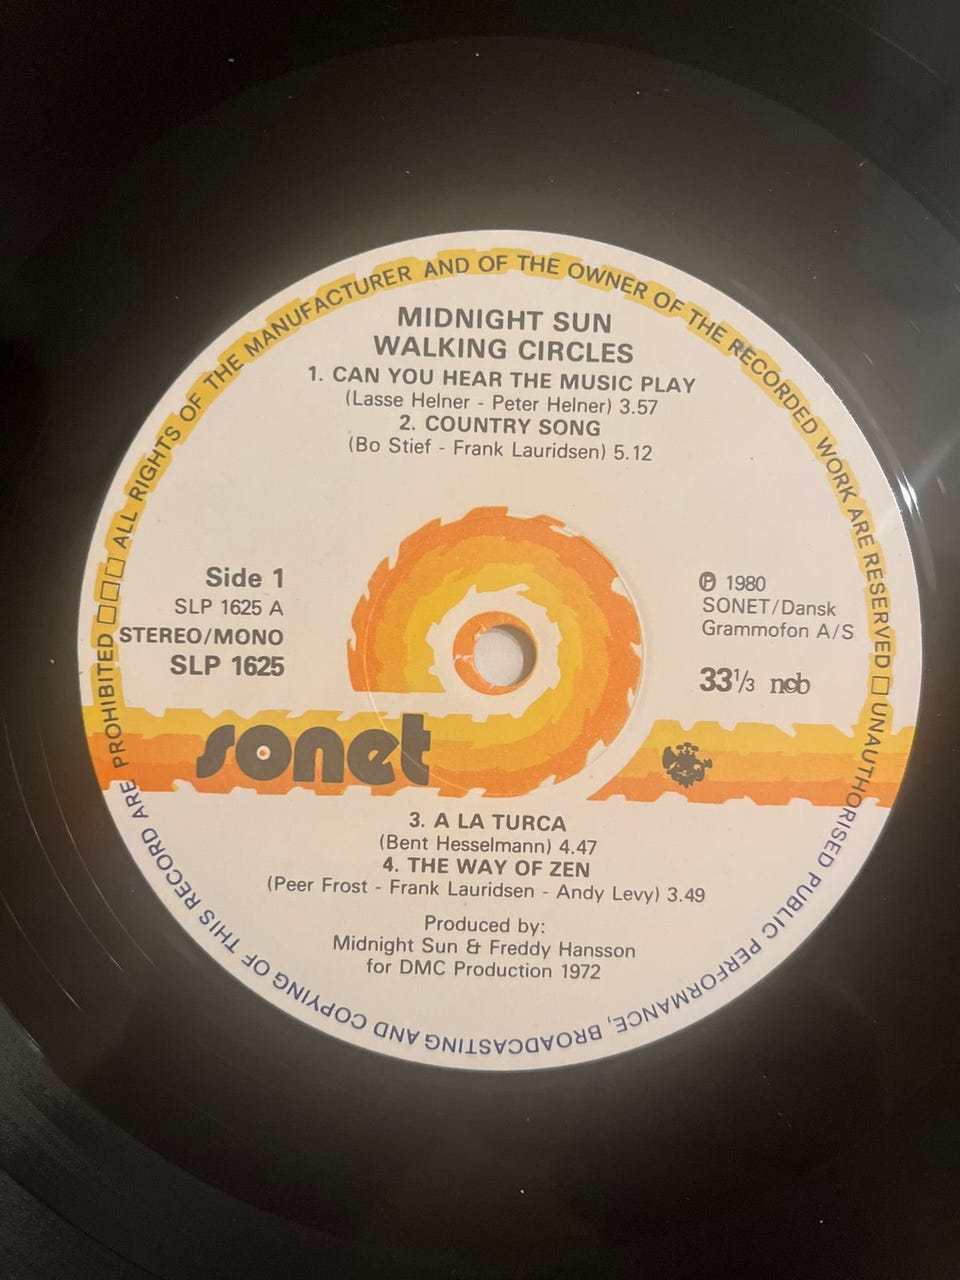 ALL RIGHTS OF THE MANUFACTURER AND OF THE OWNER OF THE RECORDED WORK ARE RESERVED □ UNAUTHORISED PUBLIC PERFORMANCE, BROADCASTING AND COPYING OF THIS RECORD ARE PROHIBITED □□□
MIDNIGHT SUN
WALKING CIRCLES
1. CAN YOU HEAR THE MUSIC PLAY
(Lasse Helner - Peter Helner) 3.57
2. COUNTRY SONG
(Bo Stief - Frank Lauridsen) 5.12
Side 1
SLP 1625 A
STEREO/MONO
SLP 1625
℗ 1980
SONET/Dansk
Grammofon A/S
33⅓ ncb
sonet
3. A LA TURCA
(Bent Hesselmann) 4.47
4. THE WAY OF ZEN
(Peer Frost - Frank Lauridsen - Andy Levy) 3.49
Produced by:
Midnight Sun & Freddy Hansson
for DMC Production 1972